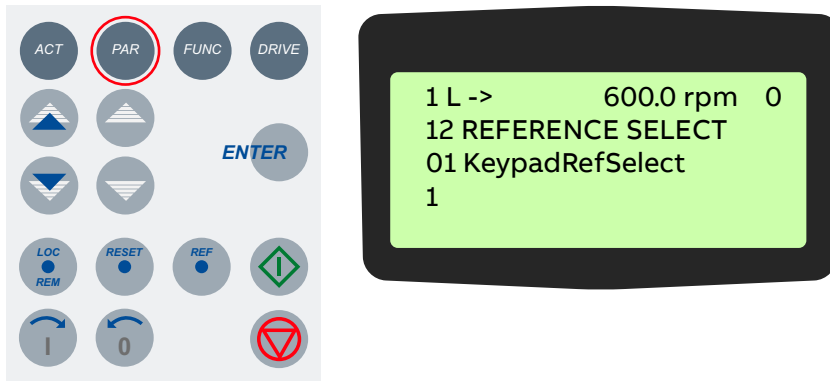 ACT PAR FUNC DRIVE
ENTER
LOC RESET REF
REM
I 0
1 L -> 600.0 rpm 0
12 REFERENCE SELECT
01 KeypadRefSelect
1